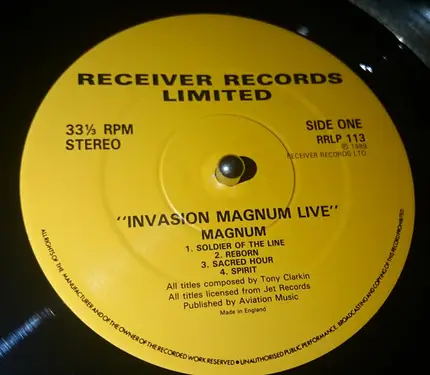 RECEIVER RECORDS
LIMITED
33⅓ RPM
STEREO
SIDE ONE
RRLP 113
℗ 1989
RECEIVER RECORDS LTD.
"INVASION MAGNUM LIVE"
MAGNUM
1. SOLDIER OF THE LINE
2. REBORN
3. SACRED HOUR
4. SPIRIT
All titles composed by Tony Clarkin
All titles licensed from Jet Records
Published by Aviation Music
Made in England
ALL RIGHTS OF THE MANUFACTURER AND OF THE OWNER OF THE RECORDED WORK RESERVED ● UNAUTHORISED PUBLIC PERFORMANCE, BROADCASTING AND COPYING OF THIS RECORD PROHIBITED